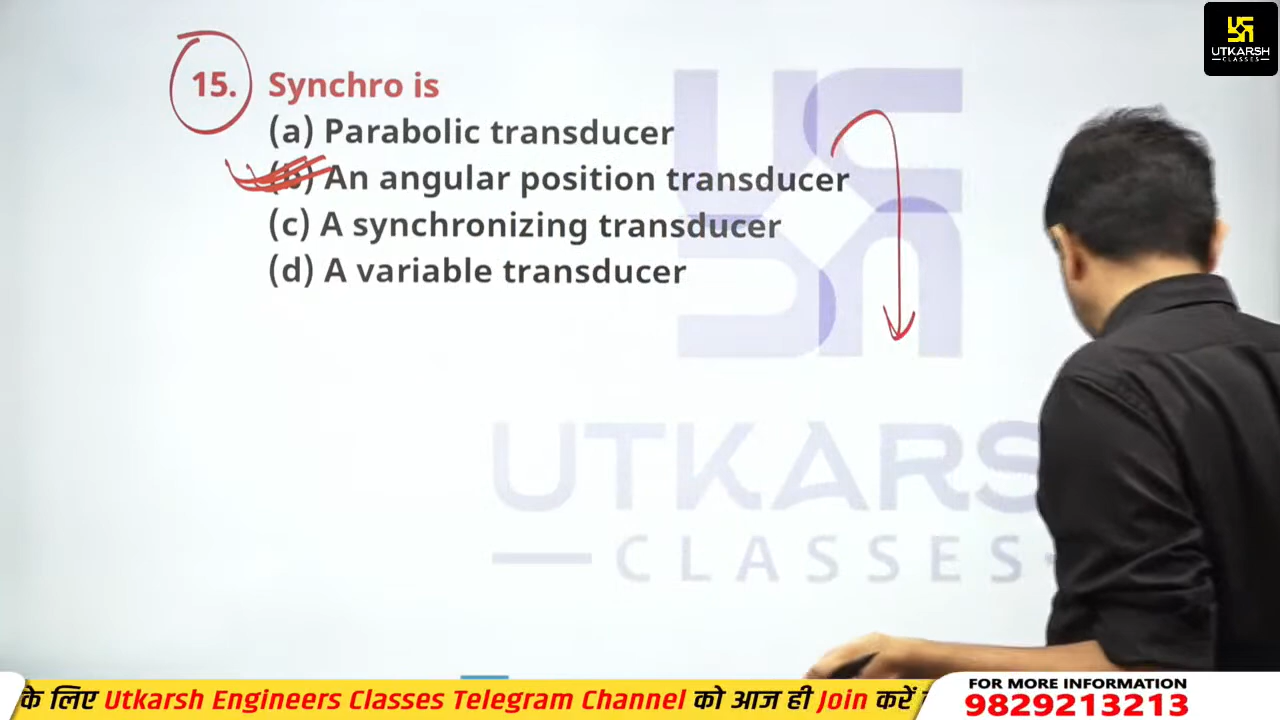 UTKARSH
CLASSES
15. Synchro is
(a) Parabolic transducer
(b) An angular position transducer
(c) A synchronizing transducer
(d) A variable transducer
UTKARS
CLASSES
के लिए Utkarsh Engineers Classes Telegram Channel को आज ही Join करें
FOR MORE INFORMATION
9829213213